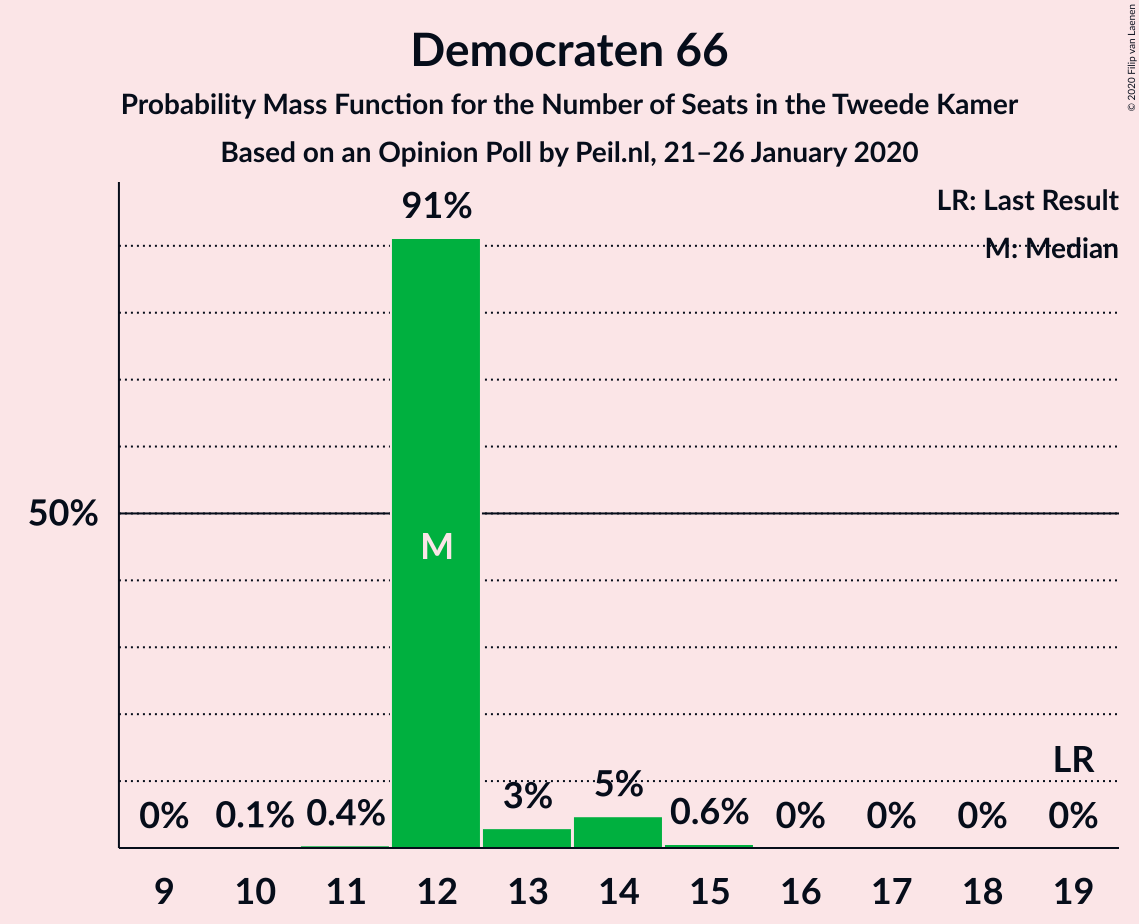 Democraten 66
Probability Mass Function for the Number of Seats in the Tweede Kamer
Based on an Opinion Poll by Peil.nl, 21–26 January 2020
© 2020 Filip van Laenen
LR: Last Result
M: Median
91%
50%
M
LR
0% 0.1% 0.4% 3% 5% 0.6% 0% 0% 0% 0%
9 10 11 12 13 14 15 16 17 18 19